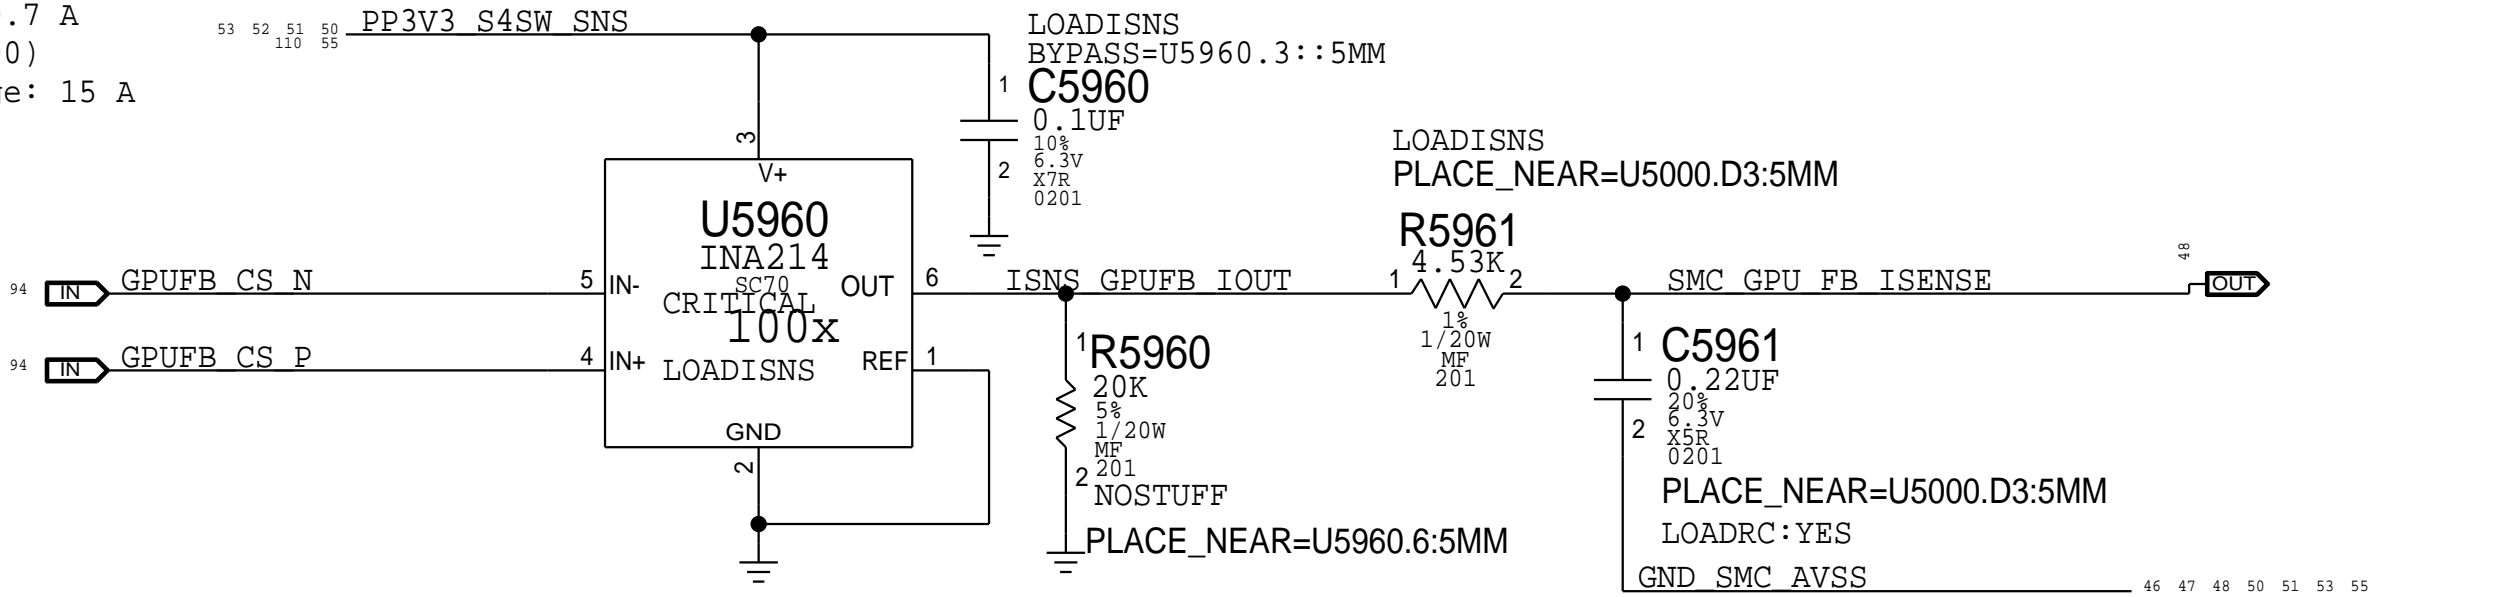 .7 A
0)
e: 15 A
53 52 51 50
110 55
PP3V3_S4SW_SNS
LOADISNS
BYPASS=U5960.3::5MM
1
C5960
0.1UF
10%
6.3V
X7R
0201
2
3
V+
U5960
INA214
SC70
CRITICAL
100x
LOADISNS
94
IN
GPUFB_CS_N
5
IN-
94
IN
GPUFB_CS_P
4
IN+
OUT
6
REF
1
GND
2
ISNS_GPUFB_IOUT
1
R5960
20K
5%
1/20W
MF
201
2
NOSTUFF
PLACE_NEAR=U5960.6:5MM
LOADISNS
PLACE_NEAR=U5000.D3:5MM
R5961
4.53K
1
2
1%
1/20W
MF
201
SMC_GPU_FB_ISENSE
48
OUT
1
C5961
0.22UF
20%
6.3V
X5R
0201
2
PLACE_NEAR=U5000.D3:5MM
LOADRC:YES
GND_SMC_AVSS
46 47 48 50 51 53 55